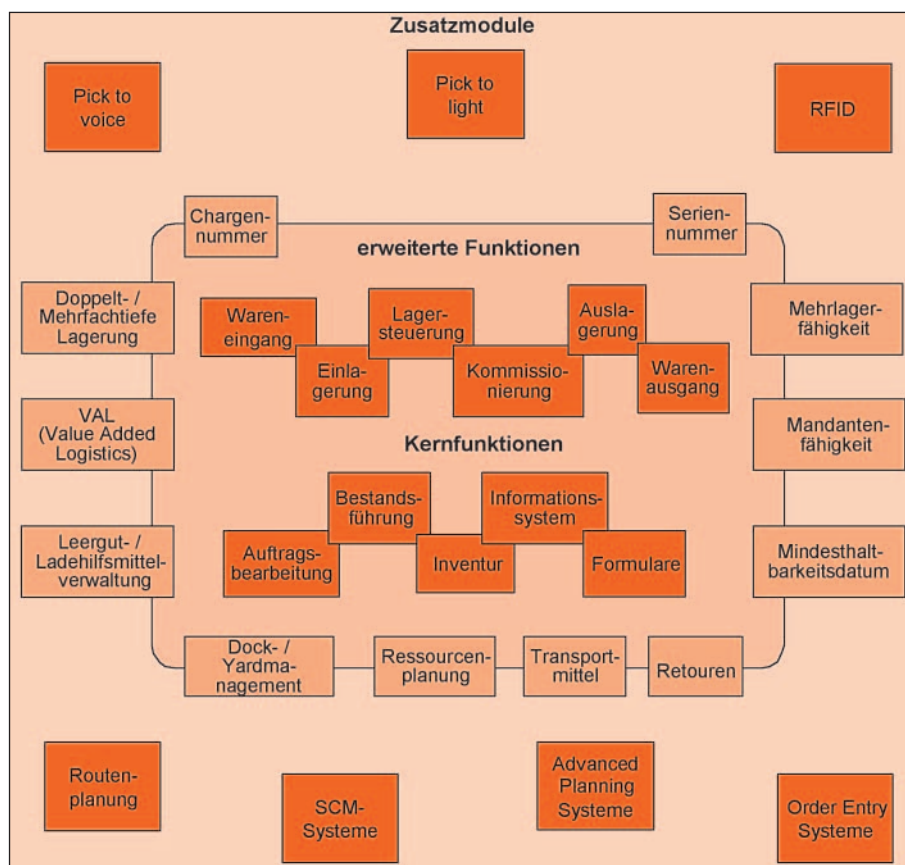 Zusatzmodule
Pick to
voice
Pick to
light
RFID
Chargen-
nummer
Serien-
nummer
erweiterte Funktionen
Doppelt- /
Mehrfachtiefe
Lagerung
Waren-
eingang
Einla-
gerung
Lager-
steuerung
Kommissio-
nierung
Ausla-
gerung
Waren-
ausgang
Mehrlager-
fähigkeit
VAL
(Value Added
Logistics)
Kernfunktionen
Mandanten-
fähigkeit
Leergut- /
Ladehilfsmittel-
verwaltung
Auftrags-
bearbeitung
Bestands-
führung
Inventur
Informations-
system
Formulare
Mindesthalt-
barkeitsdatum
Dock- /
Yardma-
nagement
Ressourcen-
planung
Transport-
mittel
Retouren
Routen-
planung
SCM-
Systeme
Advanced
Planning
Systeme
Order Entry
Systeme